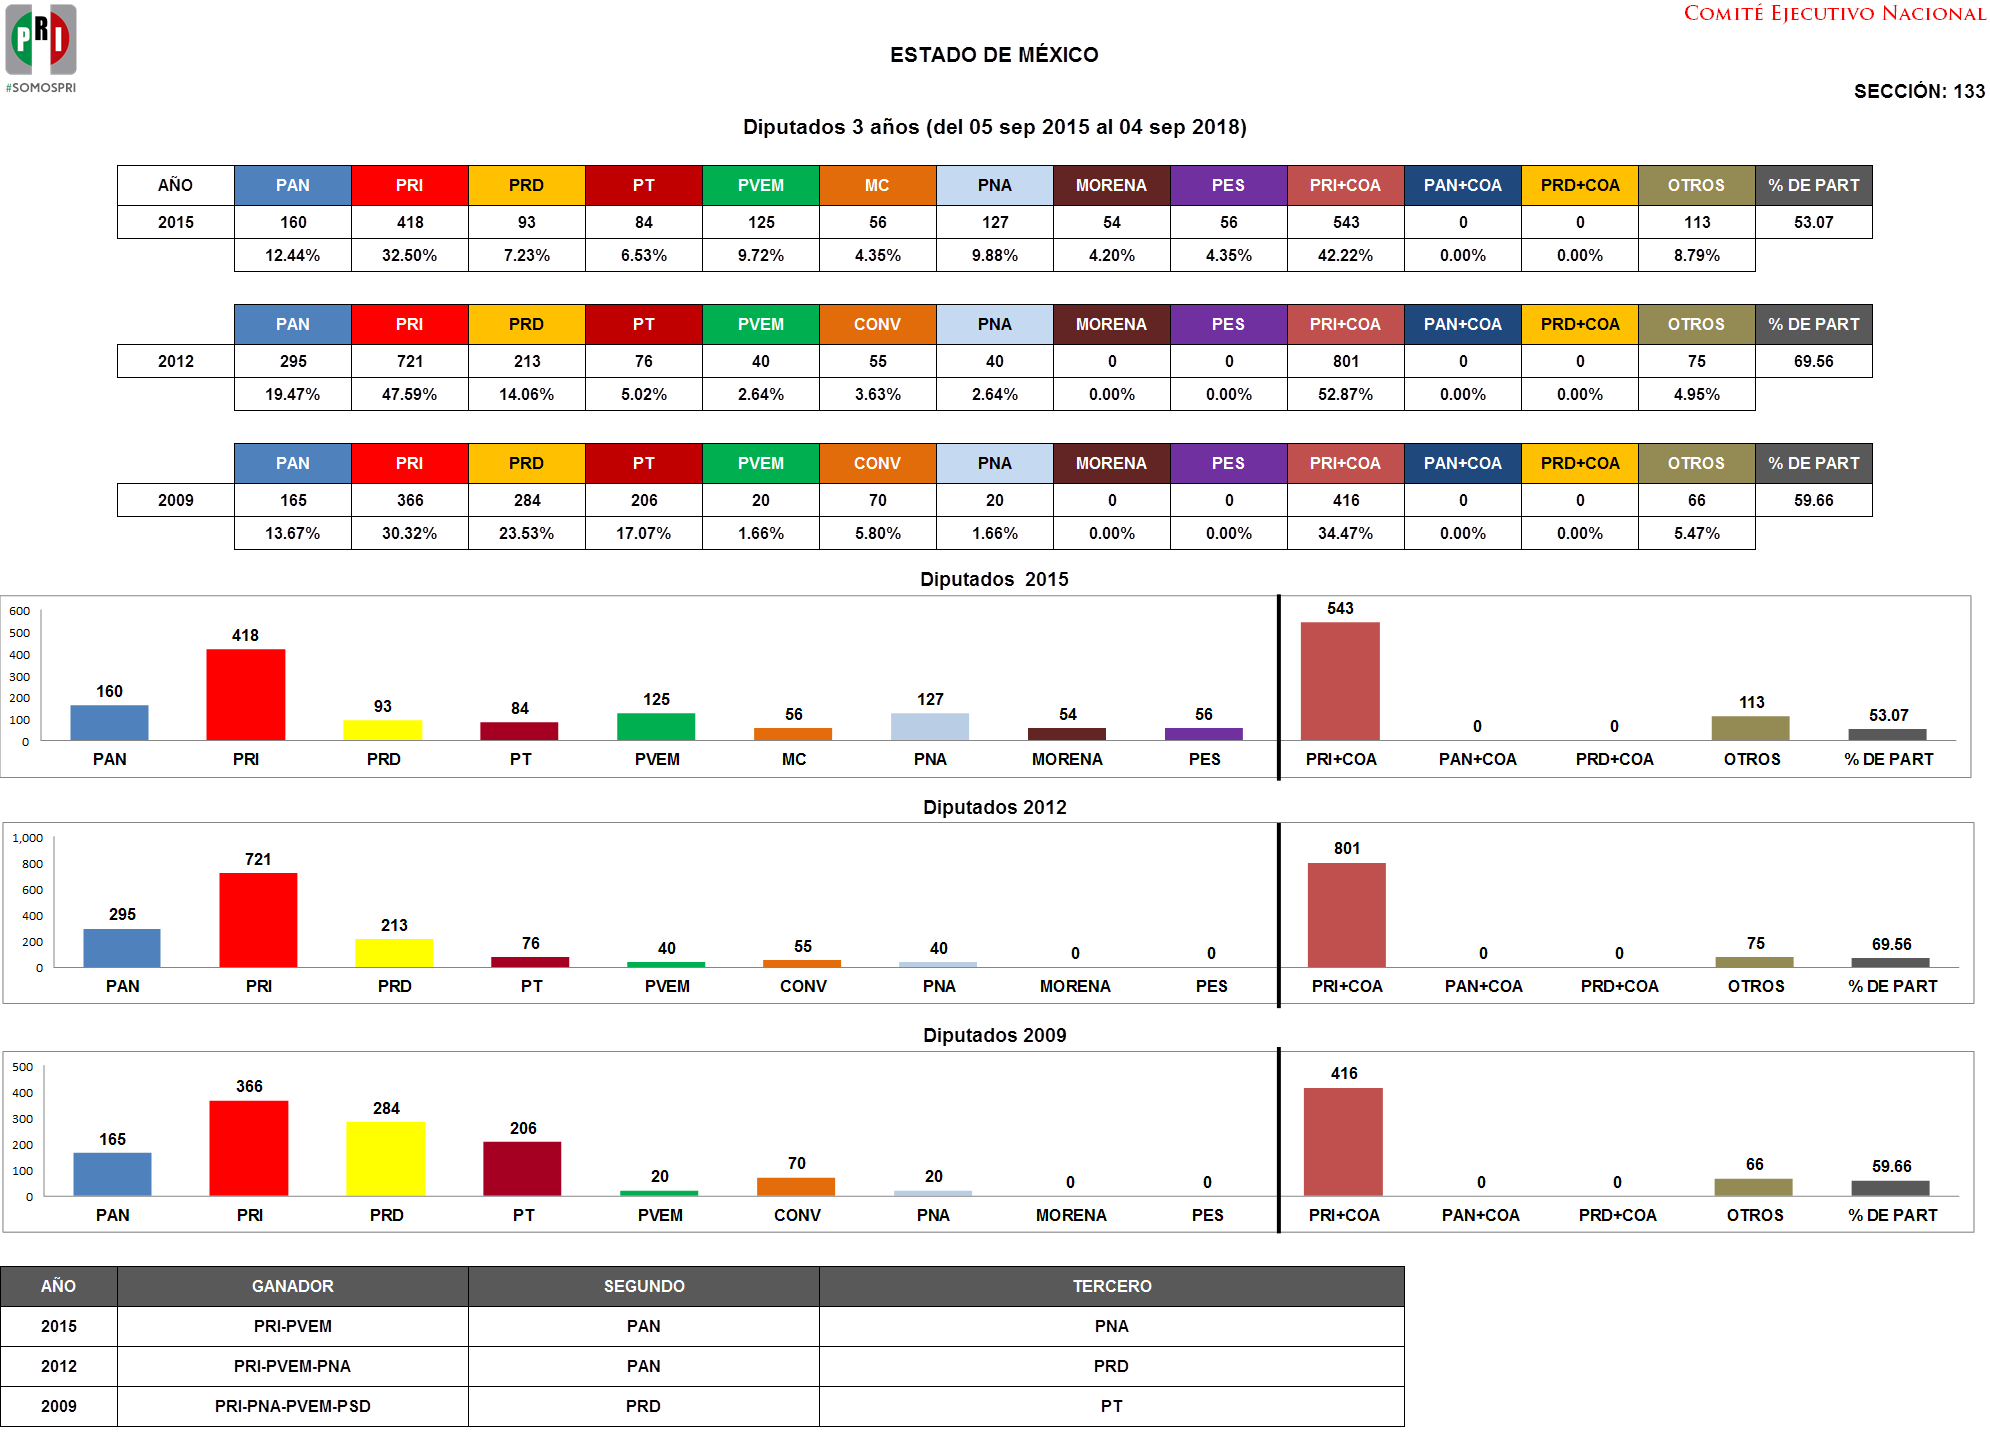 PRI
#SOMOSPRI
COMITÉ EJECUTIVO NACIONAL
ESTADO DE MÉXICO
SECCIÓN: 133
Diputados 3 años (del 05 sep 2015 al 04 sep 2018)
AÑO PAN PRI PRD PT PVEM MC PNA MORENA PES PRI+COA PAN+COA PRD+COA OTROS % DE PART
2015 160 418 93 84 125 56 127 54 56 543 0 0 113 53.07
12.44% 32.50% 7.23% 6.53% 9.72% 4.35% 9.88% 4.20% 4.35% 42.22% 0.00% 0.00% 8.79%
PAN PRI PRD PT PVEM CONV PNA MORENA PES PRI+COA PAN+COA PRD+COA OTROS % DE PART
2012 295 721 213 76 40 55 40 0 0 801 0 0 75 69.56
19.47% 47.59% 14.06% 5.02% 2.64% 3.63% 2.64% 0.00% 0.00% 52.87% 0.00% 0.00% 4.95%
PAN PRI PRD PT PVEM CONV PNA MORENA PES PRI+COA PAN+COA PRD+COA OTROS % DE PART
2009 165 366 284 206 20 70 20 0 0 416 0 0 66 59.66
13.67% 30.32% 23.53% 17.07% 1.66% 5.80% 1.66% 0.00% 0.00% 34.47% 0.00% 0.00% 5.47%
Diputados 2015
600
500
400
300
200
100
0
160 418 93 84 125 56 127 54 56 543 0 0 113 53.07
PAN PRI PRD PT PVEM MC PNA MORENA PES PRI+COA PAN+COA PRD+COA OTROS % DE PART
Diputados 2012
1,000
800
600
400
200
0
295 721 213 76 40 55 40 0 0 801 0 0 75 69.56
PAN PRI PRD PT PVEM CONV PNA MORENA PES PRI+COA PAN+COA PRD+COA OTROS % DE PART
Diputados 2009
500
400
300
200
100
0
165 366 284 206 20 70 20 0 0 416 0 0 66 59.66
PAN PRI PRD PT PVEM CONV PNA MORENA PES PRI+COA PAN+COA PRD+COA OTROS % DE PART
AÑO GANADOR SEGUNDO TERCERO
2015 PRI-PVEM PAN PNA
2012 PRI-PVEM-PNA PAN PRD
2009 PRI-PNA-PVEM-PSD PRD PT